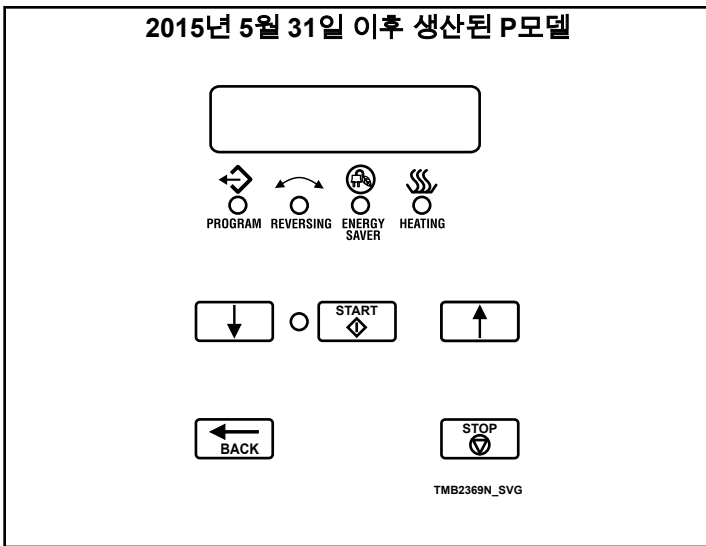 2015년 5월 31일 이후 생산된 P모델
PROGRAM REVERSING ENERGY SAVER HEATING
START
BACK
STOP
TMB2369N_SVG